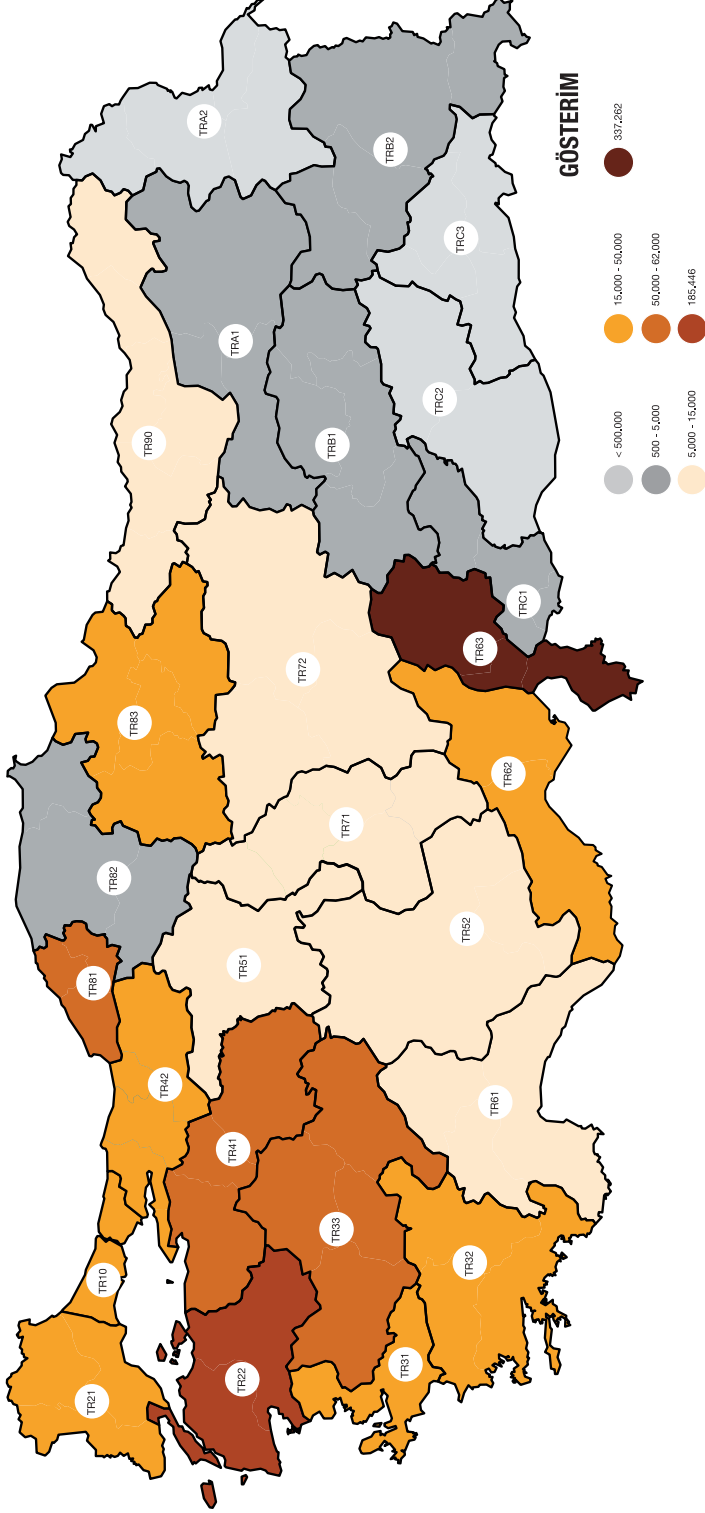 TR21
TR10
TR81
TR82
TR83
TR90
TR42
TRA2
TR22
TR41
TR51
TRA1
TR72
TR33
TR71
TRB1
TRB2
TR31
TR32
TR61
TR52
TR62
TR63
TRC1
TRC2
TRC3
GÖSTERİM
< 500.000
500 - 5.000
5.000 - 15.000
15.000 - 50.000
50.000 - 62.000
185.446
337.262